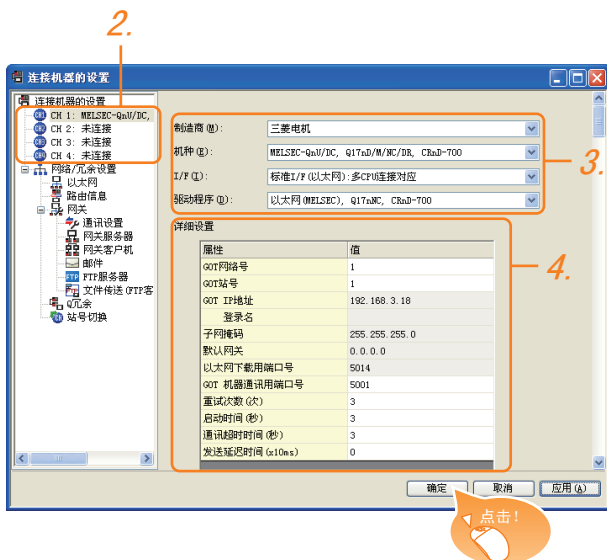 2.
连接机器的设置
连接机器的设置
CH 1: MELSEC-QnU/DC,
CH 2: 未连接
CH 3: 未连接
CH 4: 未连接
网络/冗余设置
以太网
路由信息
网关
通讯设置
网关服务器
网关客户机
邮件
FTP服务器
文件传送(FTP客
Q冗余
站号切换
制造商(M): 三菱电机
机种(E): MELSEC-QnU/DC, Q17nD/M/NC/DR, CRnD-700
I/F(I): 标准I/F(以太网):多CPU连接对应
驱动程序(D): 以太网(MELSEC), Q17nNC, CRnD-700
3.
详细设置
属性 值
GOT网络号 1
GOT站号 1
GOT IP地址 192.168.3.18
登录名
子网掩码 255.255.255.0
默认网关 0.0.0.0
以太网下载用端口号 5014
GOT 机器通讯用端口号 5001
重试次数(次) 3
启动时间(秒) 3
通讯超时时间(秒) 3
发送延迟时间(x10ms) 0
4.
确定 取消 应用(A)
点击!